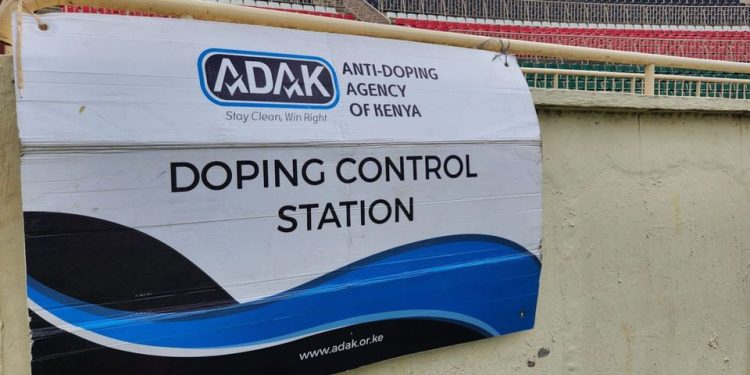 ADAK
Stay Clean, Win Right
ANTI-DOPING
AGENCY
OF KENYA
DOPING CONTROL
STATION
www.adak.or.ke